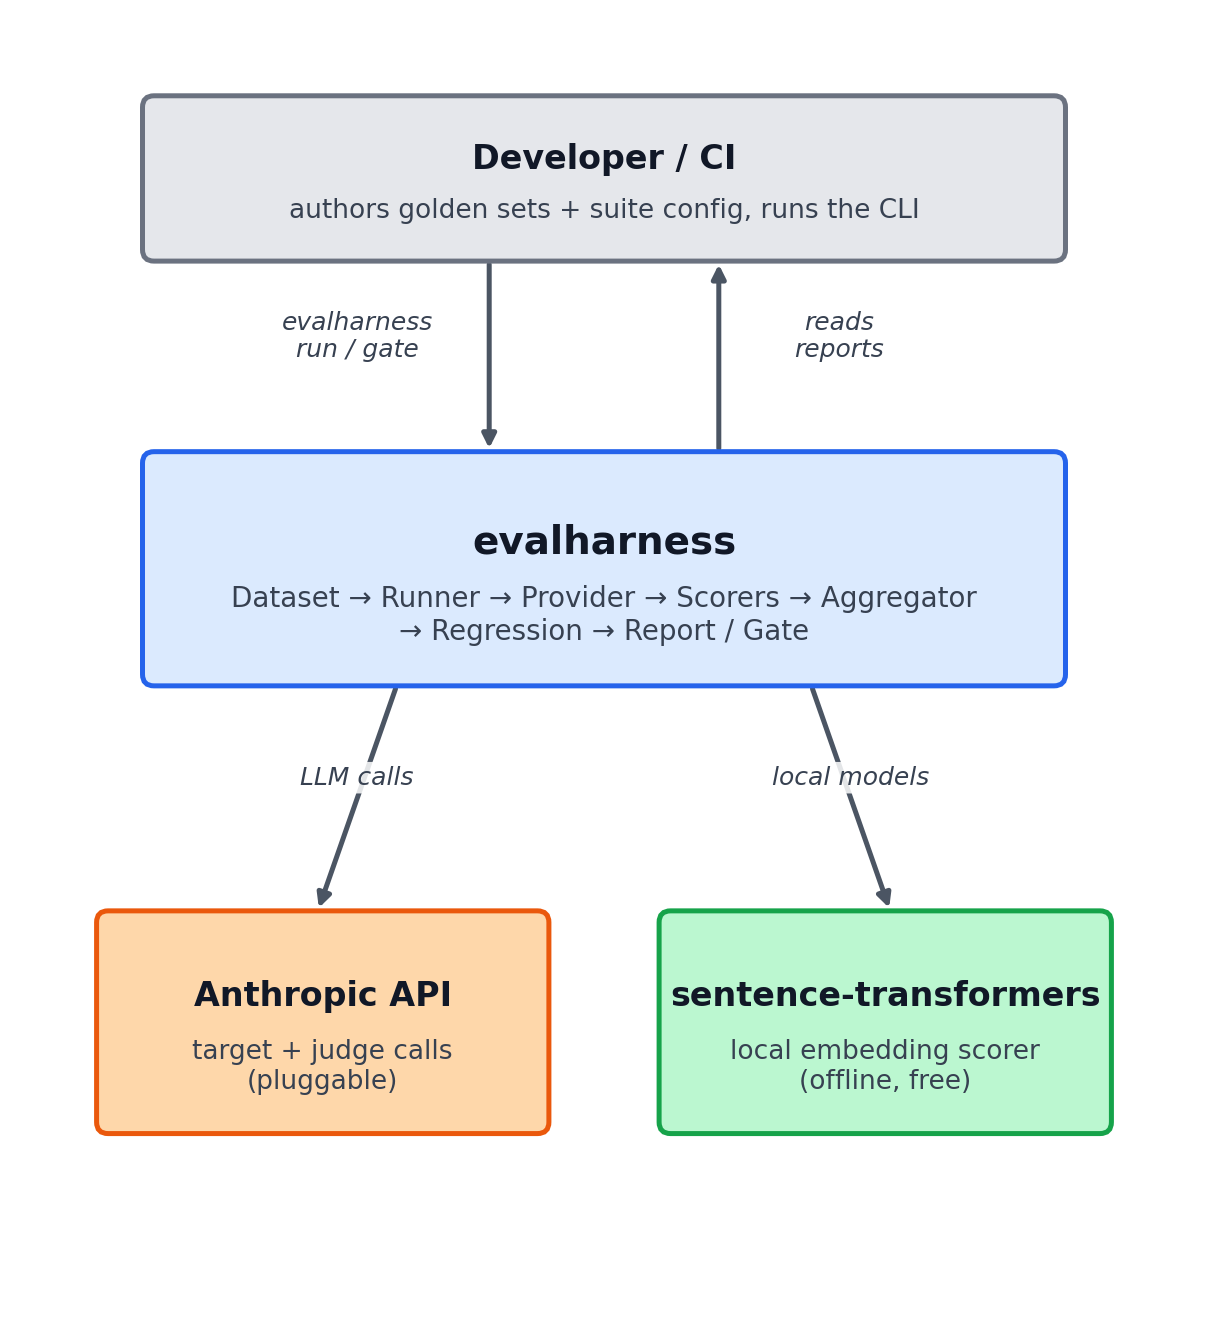 Developer / CI
authors golden sets + suite config, runs the CLI
evalharness
run / gate
reads
reports
evalharness
Dataset → Runner → Provider → Scorers → Aggregator
→ Regression → Report / Gate
LLM calls
local models
Anthropic API
target + judge calls
(pluggable)
sentence-transformers
local embedding scorer
(offline, free)